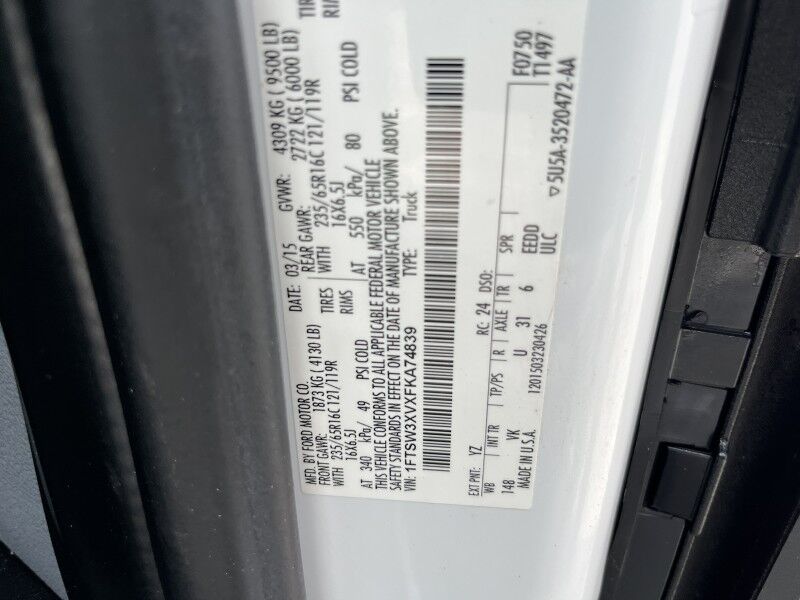 MFD. BY FORD MOTOR CO.
DATE: 03/15
GVWR: 4309 KG ( 9500 LB)
FRONT GAWR: 1873 KG ( 4130 LB)
REAR GAWR: 2722 KG ( 6000 LB)
WITH 235/65R16C 121/119R
TIRES WITH 235/65R16C 121/119R
TIRE
16X6.5J
RIMS 16X6.5J
RIM
AT 340 kPa/ 49 PSI COLD
AT 550 kPa/ 80 PSI COLD
THIS VEHICLE CONFORMS TO ALL APPLICABLE FEDERAL MOTOR VEHICLE
SAFETY STANDARDS IN EFFECT ON THE DATE OF MANUFACTURE SHOWN ABOVE.
VIN: 1FTSW3XVXFKA74839
TYPE: Truck
F0750
T1497
EXT PNT: YZ RC: 24 DSO:
WB INT TR TP/PS R AXLE TR SPR
148 VK U 31 6 EEDD
MADE IN U.S.A. 1201503230426 ULC
▽5U5A-3520472-AA